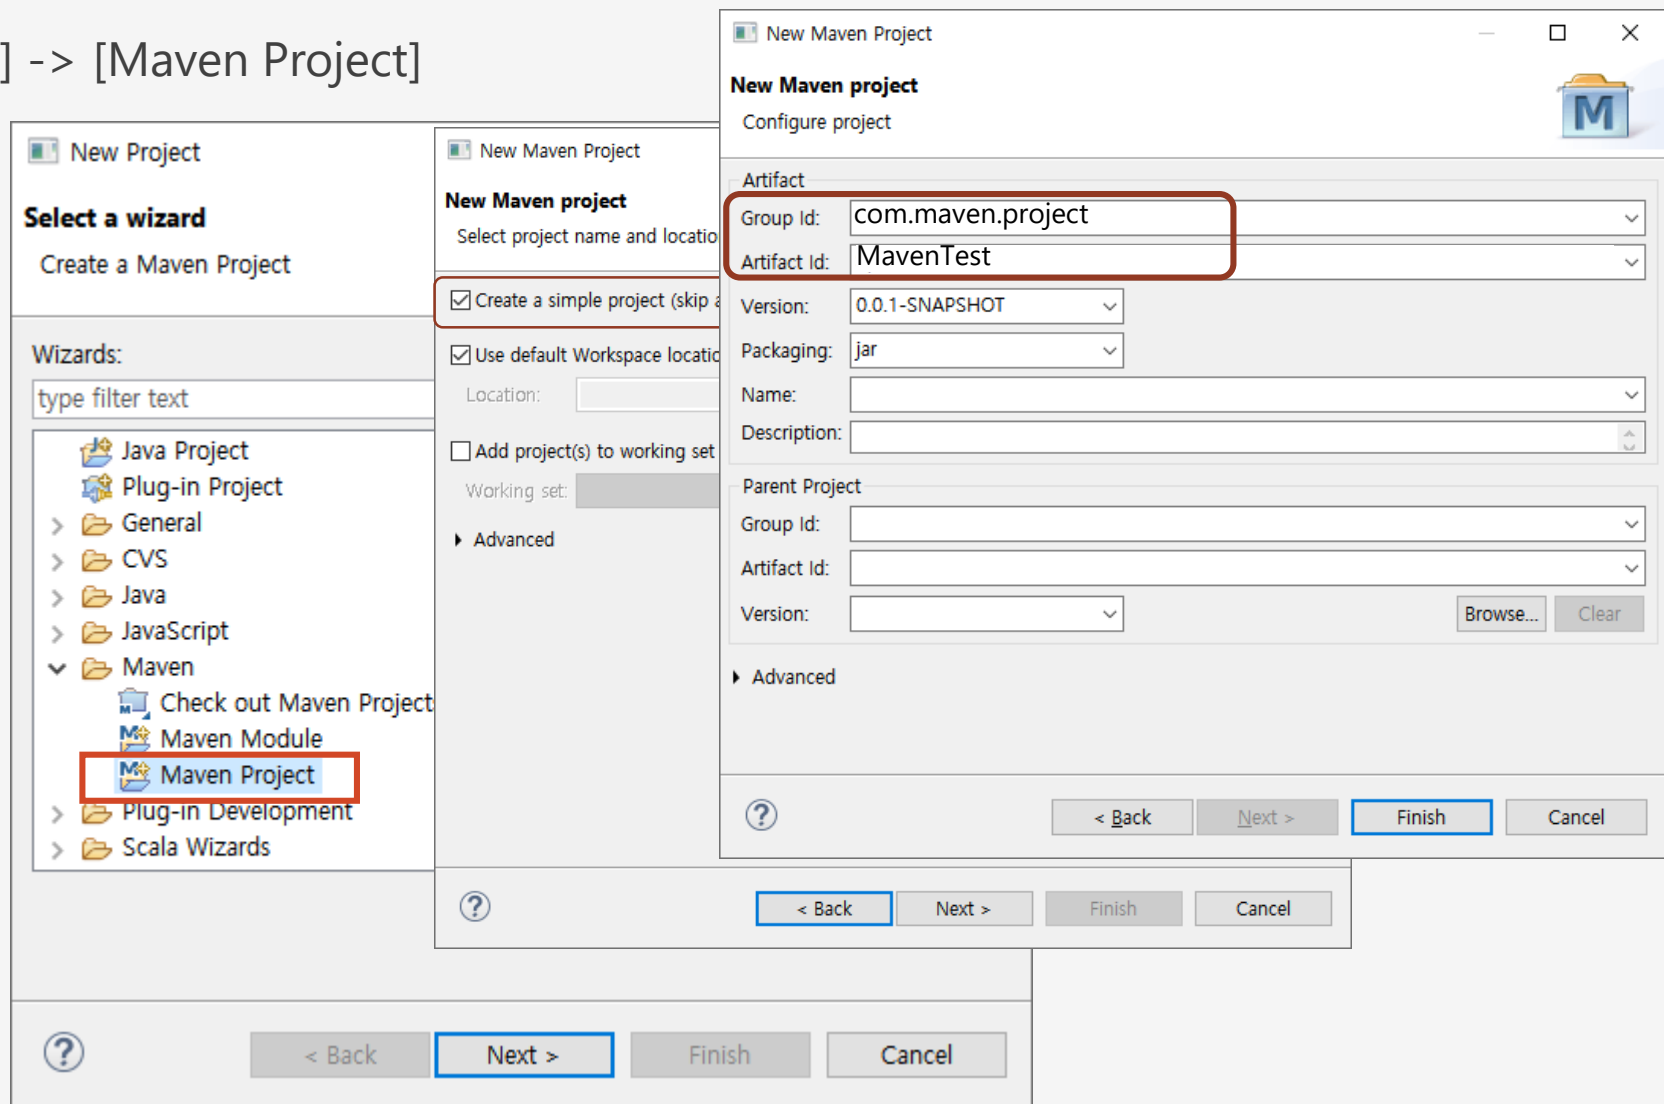 ] -> [Maven Project]
New Project
Select a wizard
Create a Maven Project
Wizards:
type filter text
Java Project
Plug-in Project
General
CVS
Java
JavaScript
Maven
Check out Maven Project
Maven Module
Maven Project
Plug-in Development
Scala Wizards
< Back
Next >
Finish
Cancel
New Maven Project
New Maven project
Select project name and locatio
Create a simple project (skip a
Use default Workspace locatio
Location:
Add project(s) to working set
Working set:
Advanced
< Back
Next >
Finish
Cancel
New Maven Project
New Maven project
Configure project
M
Artifact
Group Id: com.maven.project
Artifact Id: MavenTest
Version: 0.0.1-SNAPSHOT
Packaging: jar
Name:
Description:
Parent Project
Group Id:
Artifact Id:
Version:
Browse... Clear
Advanced
< Back
Next >
Finish
Cancel